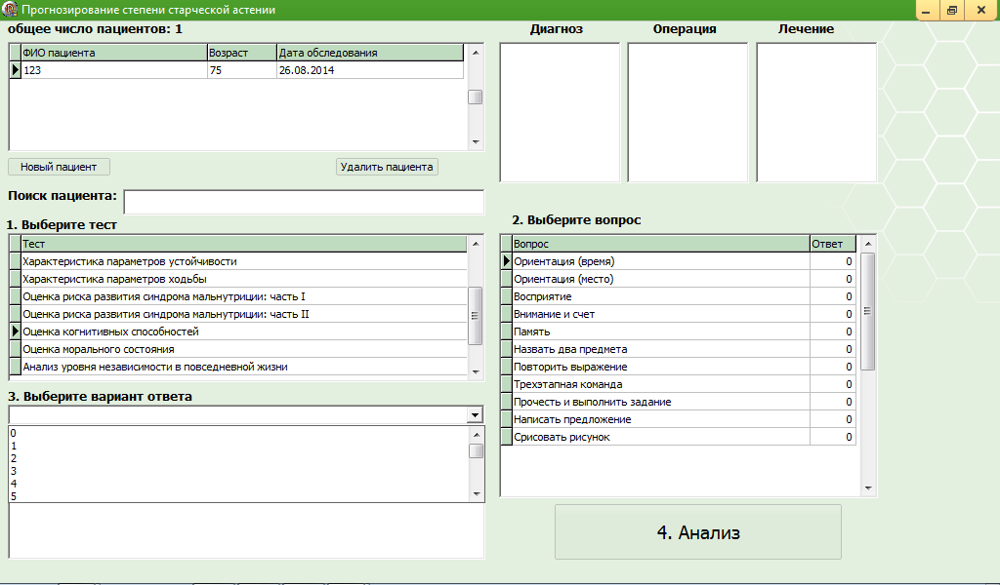 Прогнозирование степени старческой астении
общее число пациентов: 1
ФИО пациента Возраст Дата обследования
123 75 26.08.2014
Новый пациент Удалить пациента
Поиск пациента:
Диагноз Операция Лечение
1. Выберите тест
Тест
Характеристика параметров устойчивости
Характеристика параметров ходьбы
Оценка риска развития синдрома мальнутриции: часть I
Оценка риска развития синдрома мальнутриции: часть II
Оценка когнитивных способностей
Оценка морального состояния
Анализ уровня независимости в повседневной жизни
2. Выберите вопрос
Вопрос Ответ
Ориентация (время) 0
Ориентация (место) 0
Восприятие 0
Внимание и счет 0
Память 0
Назвать два предмета 0
Повторить выражение 0
Трехэтапная команда 0
Прочесть и выполнить задание 0
Написать предложение 0
Срисовать рисунок 0
3. Выберите вариант ответа
0
1
2
3
4
5
4. Анализ